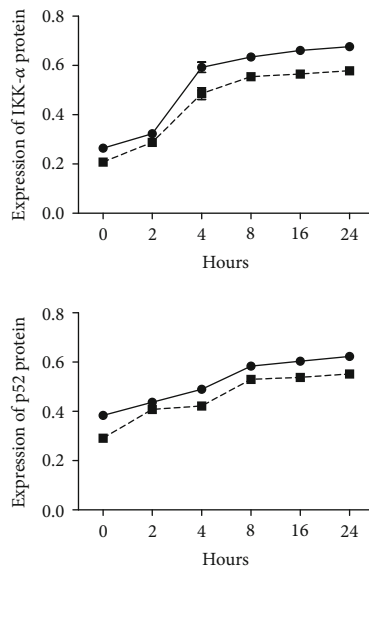 Expression of IKK-α protein
0.8
0.6
0.4
0.2
0.0
0 2 4 8 16 24
Hours
Expression of p52 protein
0.8
0.6
0.4
0.2
0.0
0 2 4 8 16 24
Hours